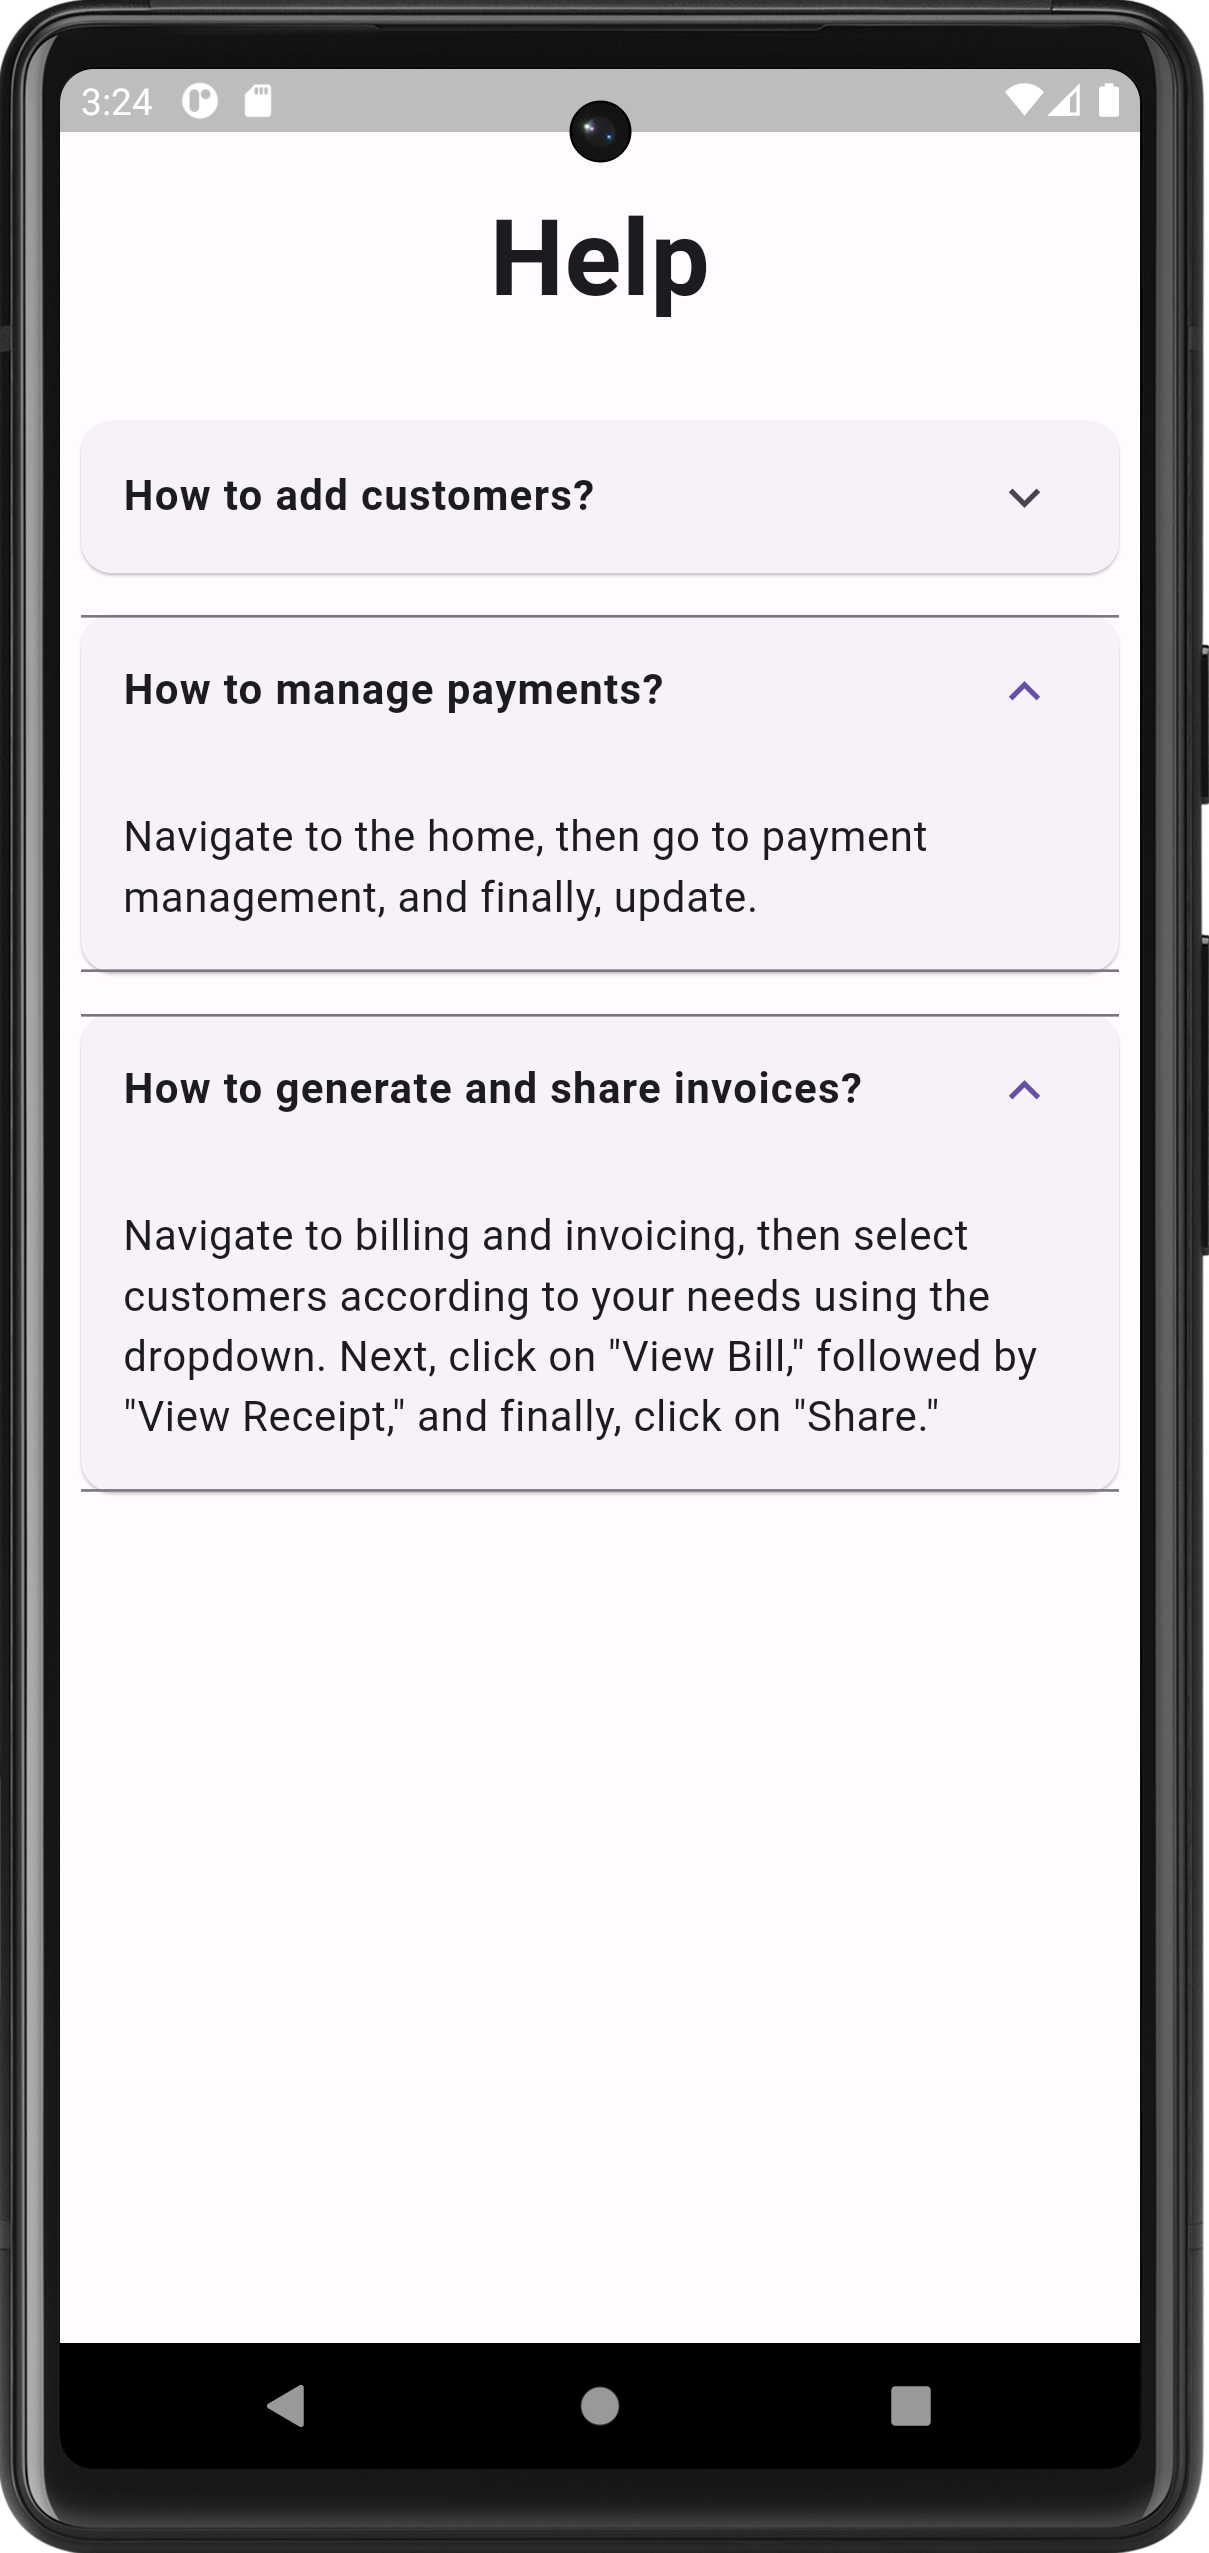 3:24
Help
How to add customers?
How to manage payments?
Navigate to the home, then go to payment
management, and finally, update.
How to generate and share invoices?
Navigate to billing and invoicing, then select
customers according to your needs using the
dropdown. Next, click on "View Bill," followed by
"View Receipt," and finally, click on "Share."